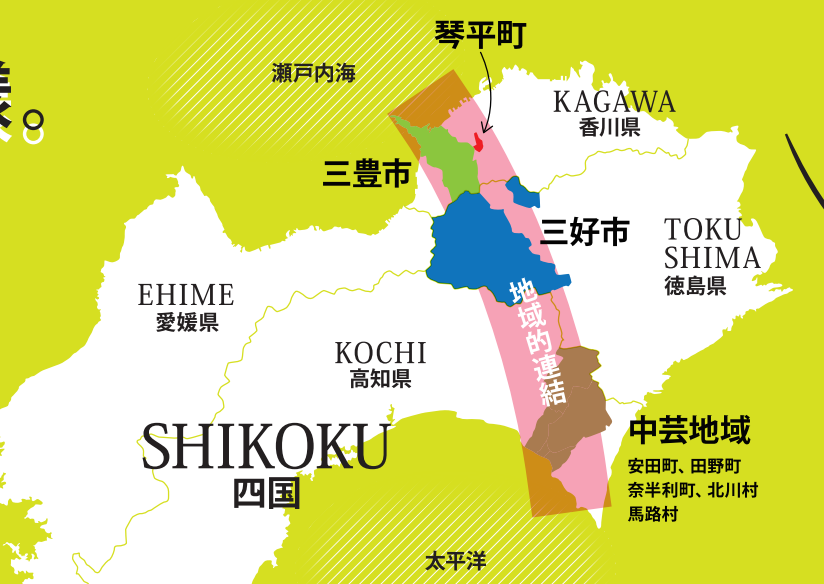 琴平町
瀬戸内海
KAGAWA
香川県
様。
三豊市
三好市
TOKU
SHIMA
徳島県
EHIME
愛媛県
地域的連結
KOCHI
高知県
SHIKOKU
四国
中芸地域
安田町、田野町
奈半利町、北川村
馬路村
太平洋